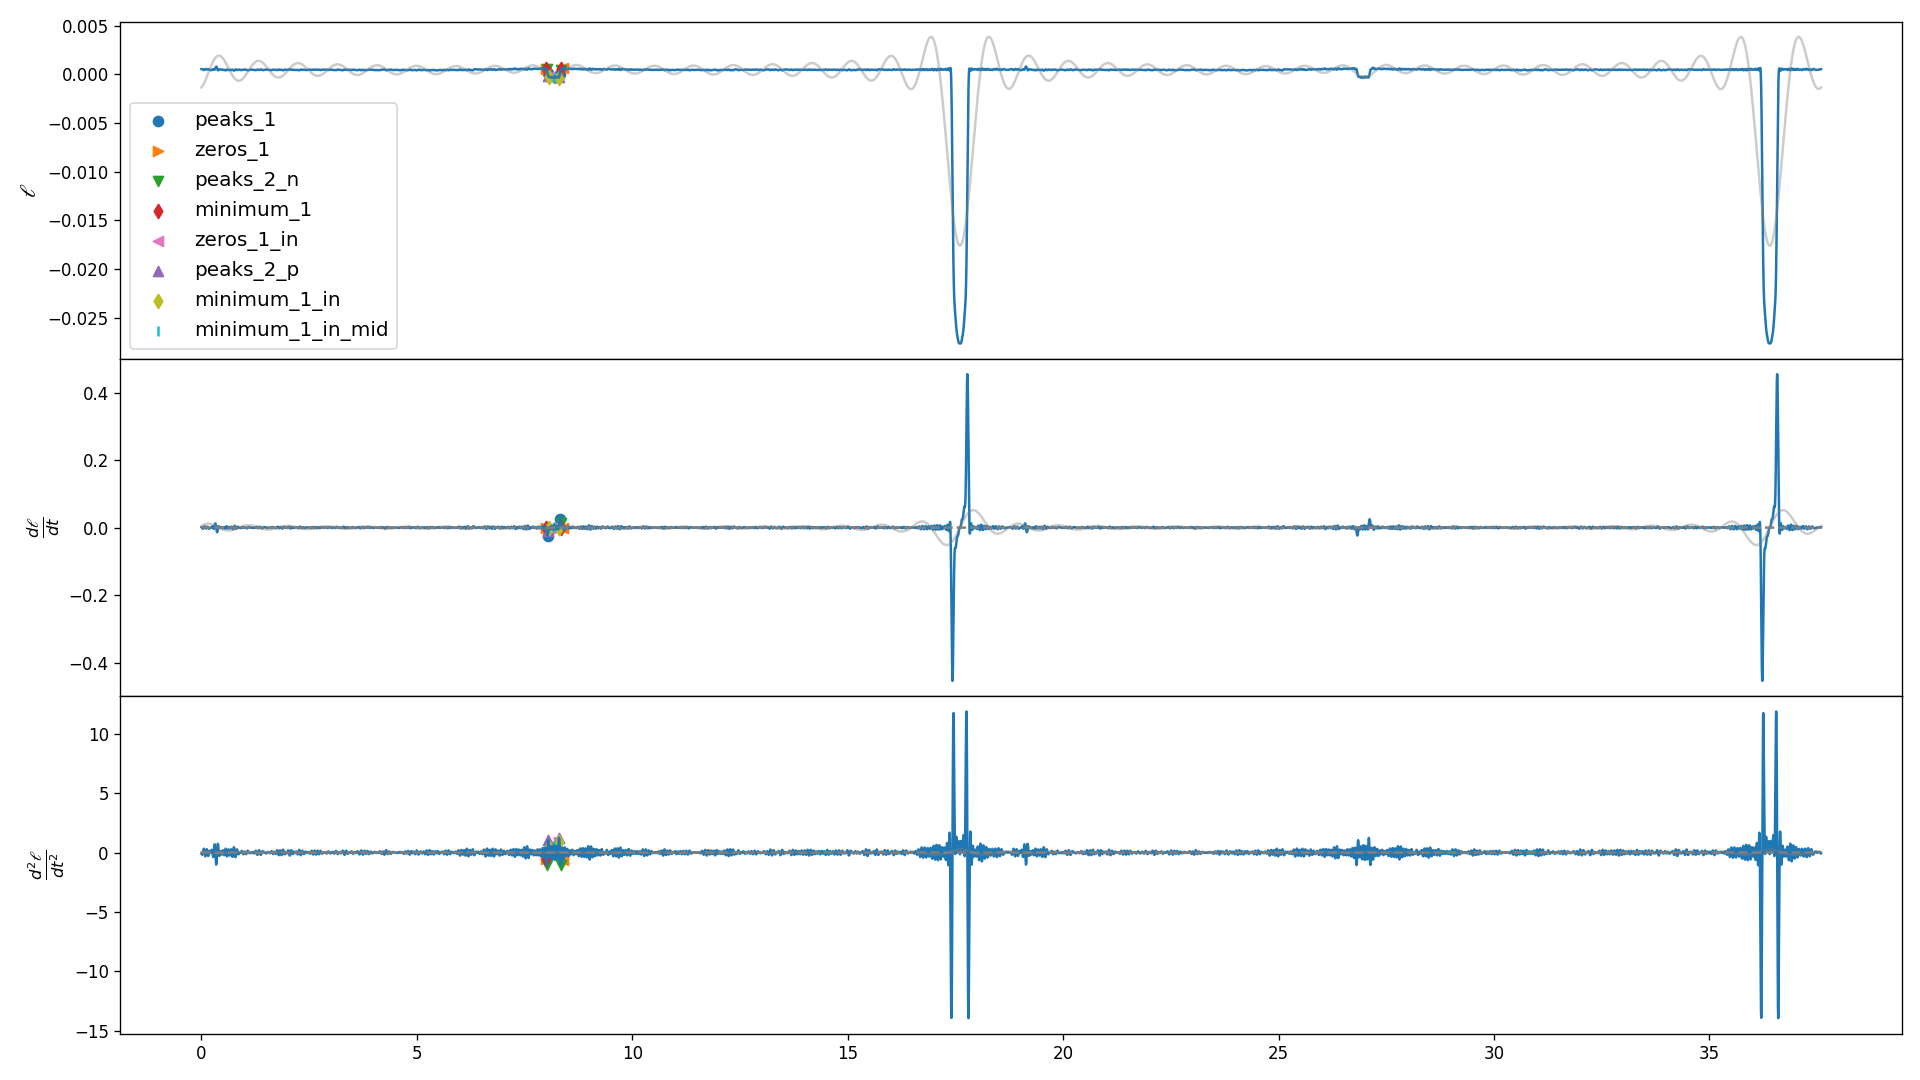 0.005
0.000
−0.005
−0.010
−0.015
−0.020
−0.025
ℓ
peaks_1
zeros_1
peaks_2_n
minimum_1
zeros_1_in
peaks_2_p
minimum_1_in
minimum_1_in_mid
0.4
0.2
0.0
−0.2
−0.4
dℓ
dt
10
5
0
−5
−10
−15
d²ℓ
dt²
0 5 10 15 20 25 30 35